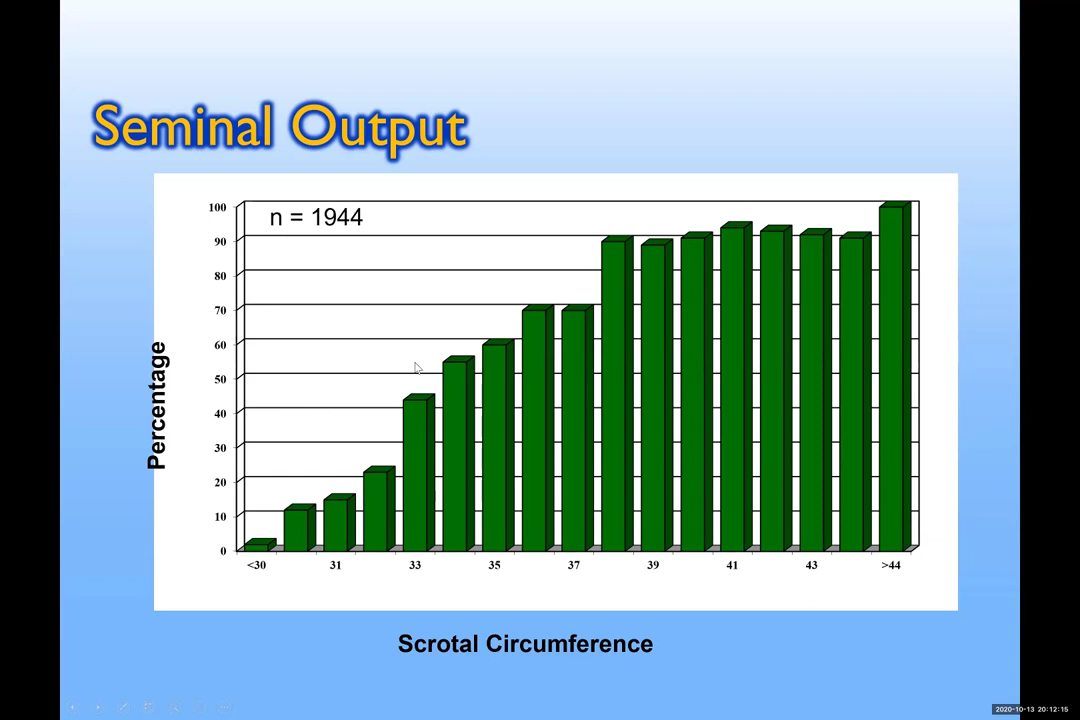 Seminal Output
n = 1944
100
90
80
70
60
50
40
30
20
10
0
Percentage
<30 31 33 35 37 39 41 43 >44
Scrotal Circumference
2020-10-13 20:12:15